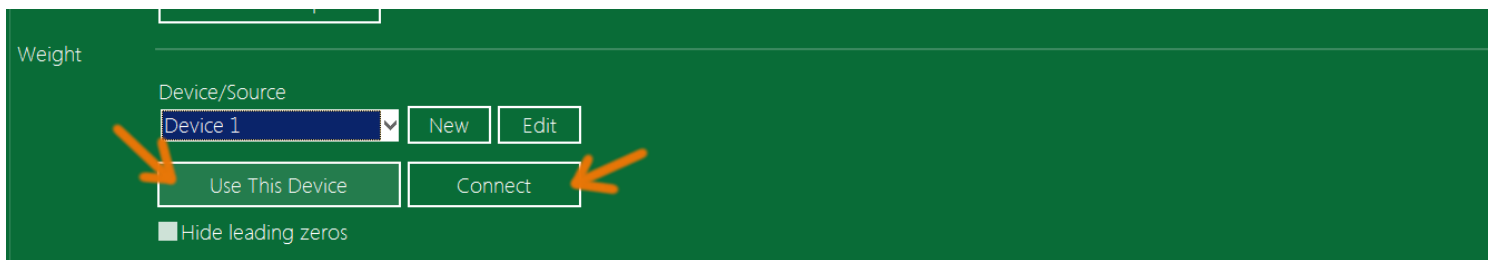 Weight
Device/Source
Device 1
New
Edit
Use This Device
Connect
Hide leading zeros